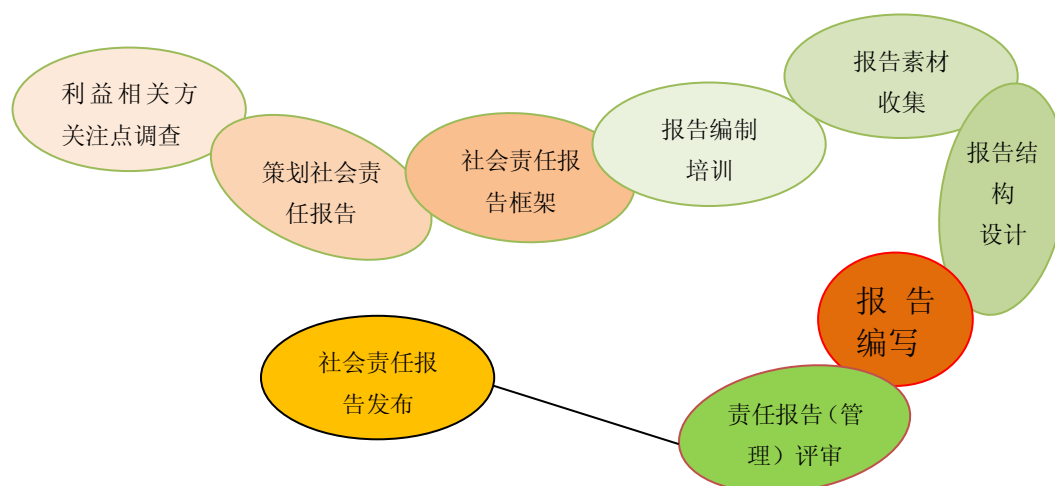 利益相关方
关注点调查
策划社会责
任报告
社会责任报
告框架
报告编制
培训
报告素材
收集
报告结
构
设计
报 告
编写
责任报告（管
理）评审
社会责任报
告发布